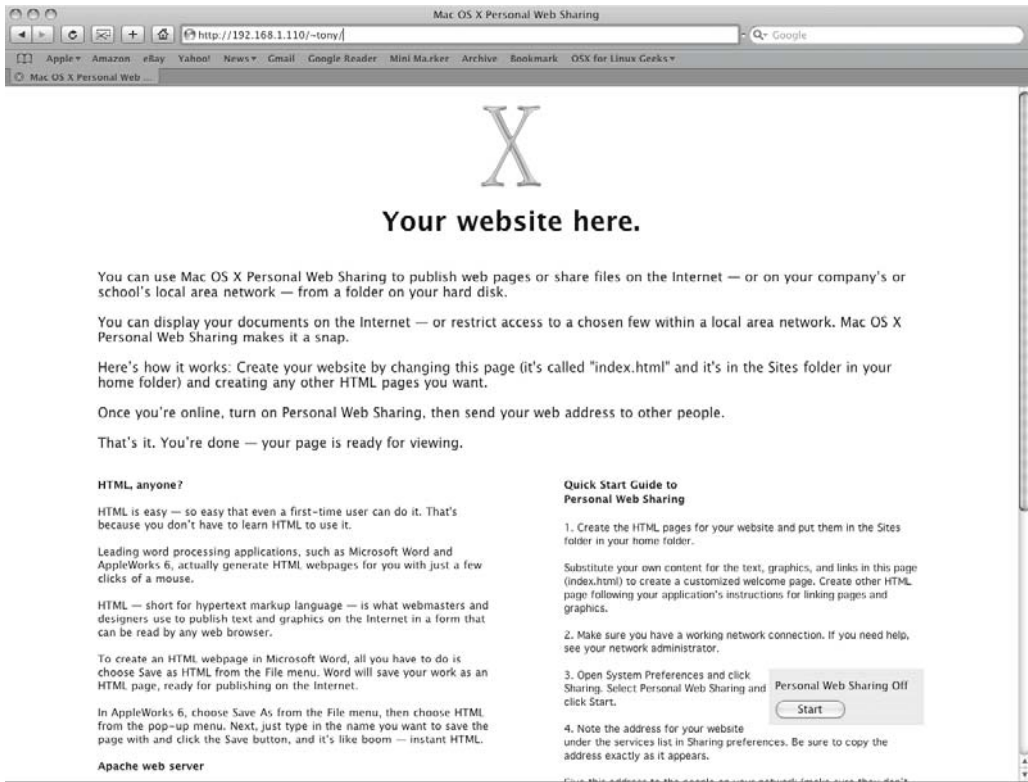 Mac OS X Personal Web Sharing
http://192.168.1.110/~tony/
Google
Apple Amazon eBay Yahoo! News Gmail Google Reader Mini Ma.rker Archive Bookmark OSX for Linux Geeks
Mac OS X Personal Web ...
X
Your website here.
You can use Mac OS X Personal Web Sharing to publish web pages or share files on the Internet — or on your company's or
school's local area network — from a folder on your hard disk.
You can display your documents on the Internet — or restrict access to a chosen few within a local area network. Mac OS X
Personal Web Sharing makes it a snap.
Here's how it works: Create your website by changing this page (it's called "index.html" and it's in the Sites folder in your
home folder) and creating any other HTML pages you want.
Once you're online, turn on Personal Web Sharing, then send your web address to other people.
That's it. You're done — your page is ready for viewing.
HTML, anyone?
HTML is easy — so easy that even a first-time user can do it. That's
because you don't have to learn HTML to use it.
Leading word processing applications, such as Microsoft Word and
AppleWorks 6, actually generate HTML webpages for you with just a few
clicks of a mouse.
HTML — short for hypertext markup language — is what webmasters and
designers use to publish text and graphics on the Internet in a form that
can be read by any web browser.
To create an HTML webpage in Microsoft Word, all you have to do is
choose Save as HTML from the File menu. Word will save your work as an
HTML page, ready for publishing on the Internet.
In AppleWorks 6, choose Save As from the File menu, then choose HTML
from the pop-up menu. Next, just type in the name you want to save the
page with and click the Save button, and it's like boom — instant HTML.
Apache web server
Quick Start Guide to
Personal Web Sharing
1. Create the HTML pages for your website and put them in the Sites
folder in your home folder.
Substitute your own content for the text, graphics, and links in this page
(index.html) to create a customized welcome page. Create other HTML
page following your application's instructions for linking pages and
graphics.
2. Make sure you have a working network connection. If you need help,
see your network administrator.
3. Open System Preferences and click
Sharing. Select Personal Web Sharing and
click Start.
Personal Web Sharing Off
Start
4. Note the address for your website
under the services list in Sharing preferences. Be sure to copy the
address exactly as it appears.
Give this address to the people on your network (make sure they don't